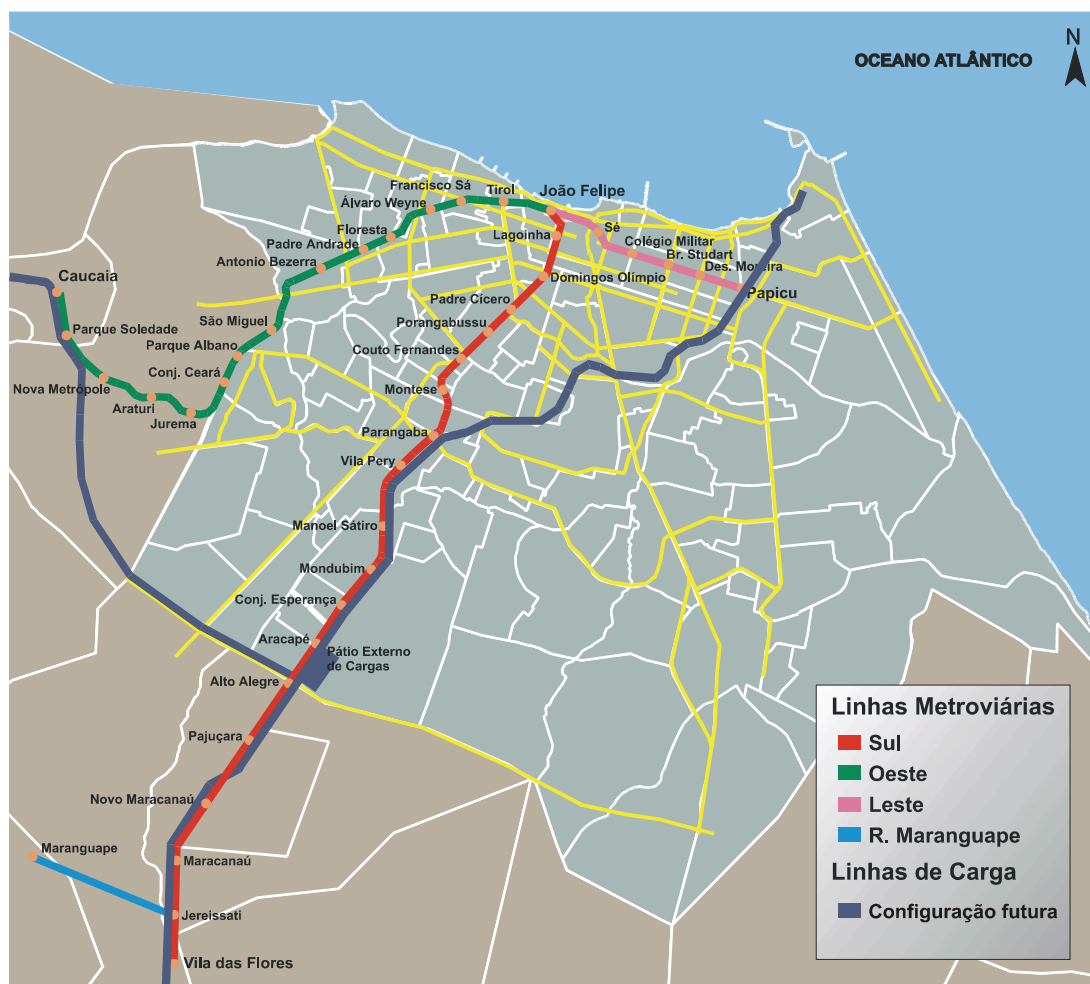 N
OCEANO ATLÂNTICO
Francisco Sá
Tirol
João Felipe
Álvaro Weyne
Floresta
Lagoinha
Sé
Padre Andrade
Colégio Militar
Br. Studart
Antonio Bezerra
Des. Moreira
Caucaia
Domingos Olímpio
Papicu
Padre Cícero
São Miguel
Porangabussu
Parque Soledade
Parque Albano
Couto Fernandes
Conj. Ceará
Nova Metrópole
Montese
Araturi
Jurema
Parangaba
Vila Pery
Manoel Sátiro
Mondubim
Conj. Esperança
Aracapé
Pátio Externo
de Cargas
Alto Alegre
Pajuçara
Novo Maracanaú
Maranguape
Maracanaú
Jereissati
Vila das Flores
Linhas Metroviárias
Sul
Oeste
Leste
R. Maranguape
Linhas de Carga
Configuração futura